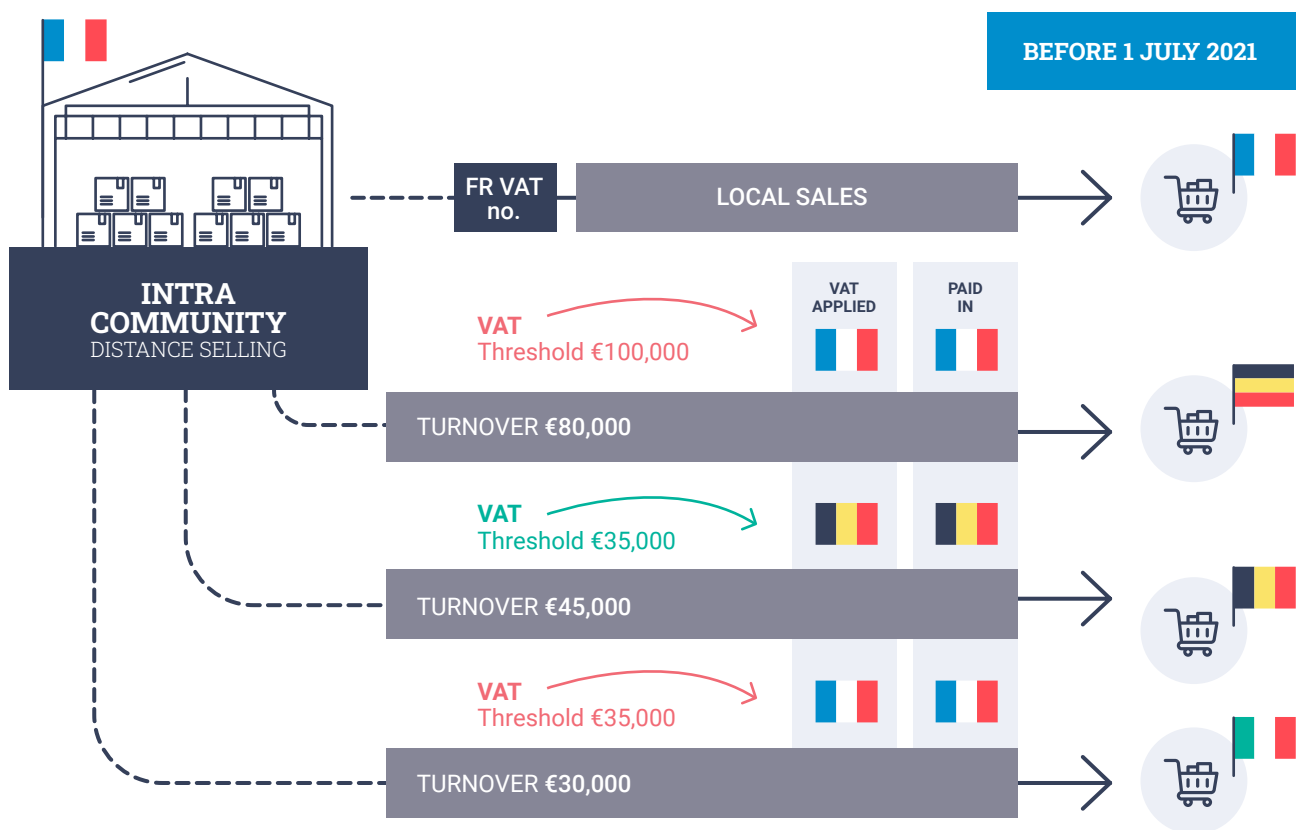 BEFORE 1 JULY 2021
FR VAT
no.
LOCAL SALES
INTRA
COMMUNITY
DISTANCE SELLING
VAT
Threshold €100,000
VAT
APPLIED
PAID
IN
TURNOVER €80,000
VAT
Threshold €35,000
TURNOVER €45,000
VAT
Threshold €35,000
TURNOVER €30,000